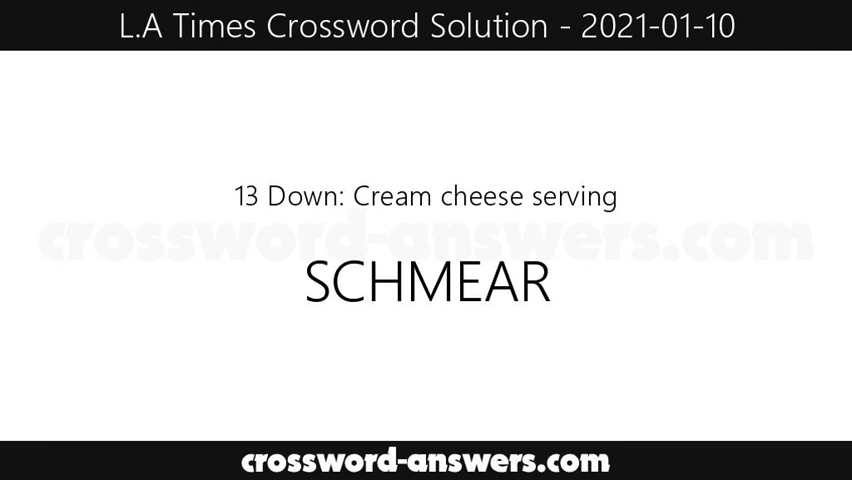 L.A Times Crossword Solution - 2021-01-10
13 Down: Cream cheese serving
crossword-answers.com
SCHMEAR
crossword-answers.com